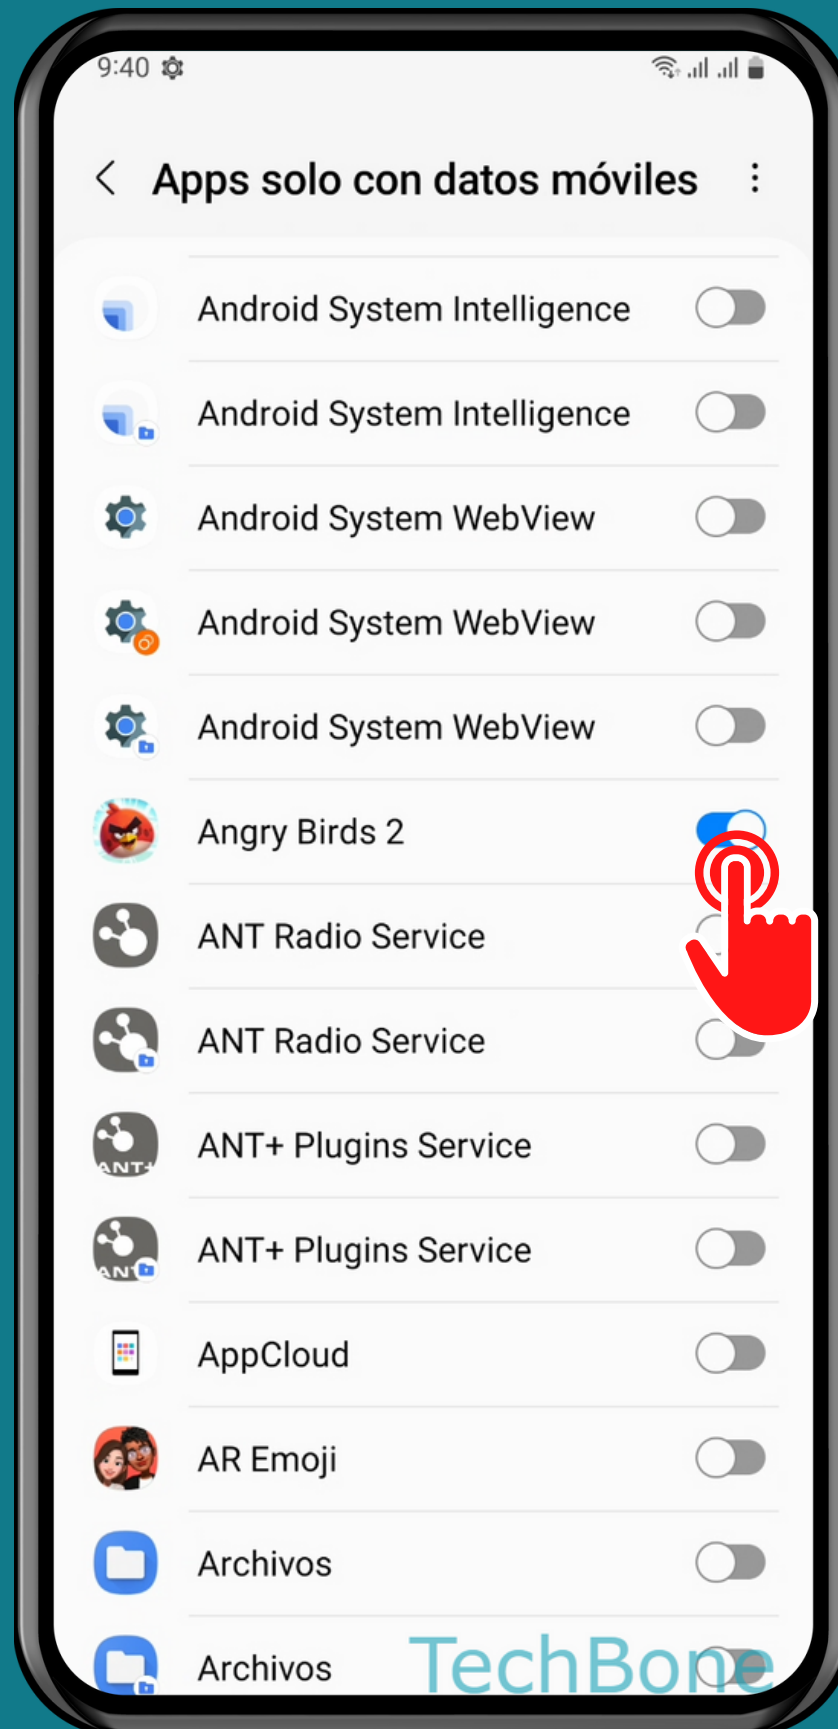 9:40
Apps solo con datos móviles
Android System Intelligence
Android System Intelligence
Android System WebView
Android System WebView
Android System WebView
Angry Birds 2
ANT Radio Service
ANT Radio Service
ANT+ Plugins Service
ANT+
ANT+ Plugins Service
ANT
AppCloud
AR Emoji
Archivos
Archivos
TechBone